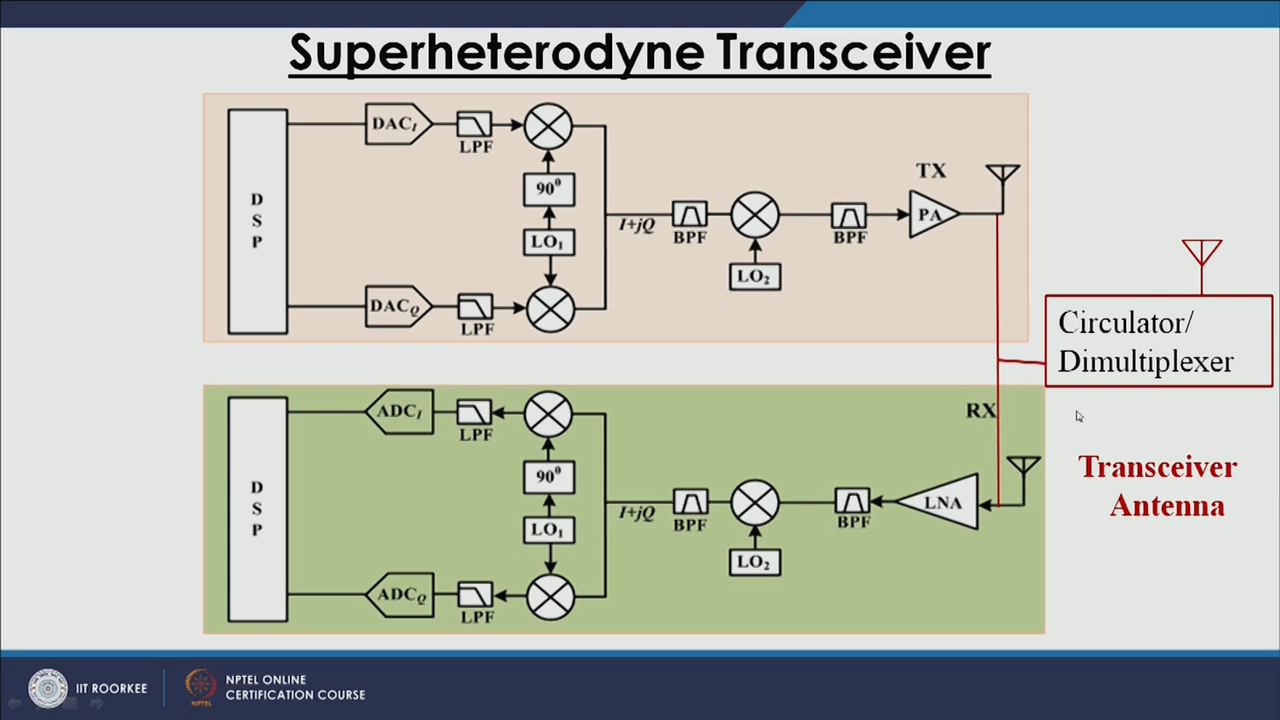 Superheterodyne Transceiver
D
S
P
DAC_I
LPF
90⁰
LO₁
DAC_Q
LPF
I+jQ
BPF
LO₂
BPF
TX
PA
Circulator/
Dimultiplexer
D
S
P
ADC_I
LPF
90⁰
LO₁
ADC_Q
LPF
I+jQ
BPF
LO₂
BPF
LNA
RX
Transceiver
Antenna
IIT ROORKEE
NPTEL
NPTEL ONLINE
CERTIFICATION COURSE